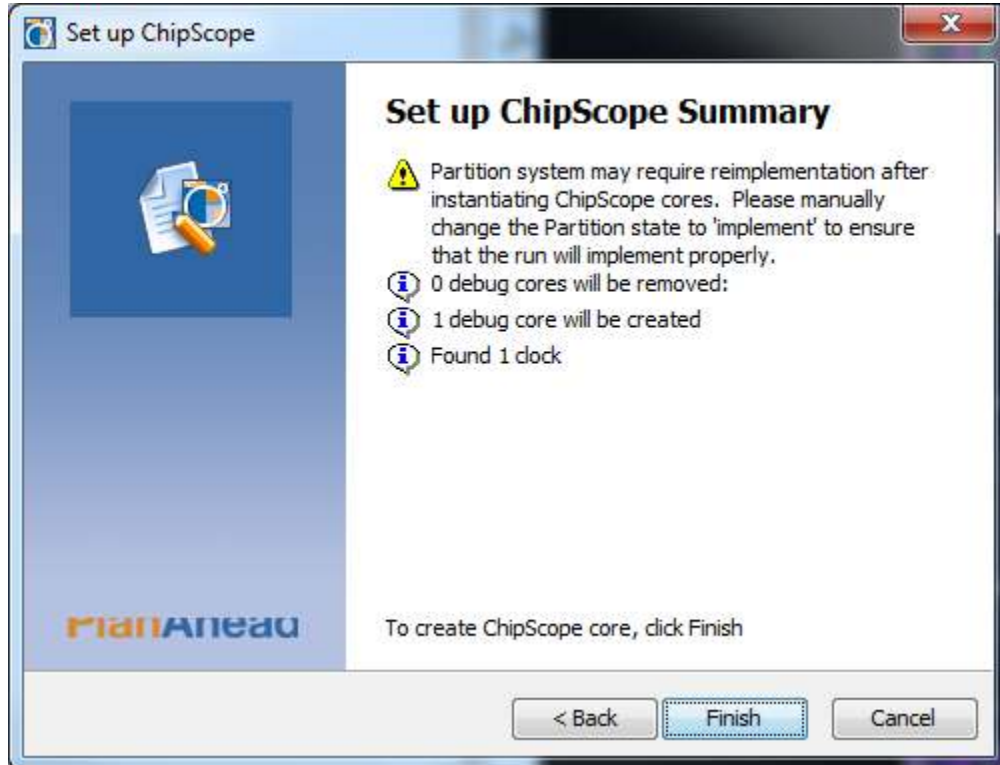 Set up ChipScope
Set up ChipScope Summary
Partition system may require reimplementation after
instantiating ChipScope cores.  Please manually
change the Partition state to 'implement' to ensure
that the run will implement properly.
0 debug cores will be removed:
1 debug core will be created
Found 1 clock
PlanAhead
To create ChipScope core, click Finish
< Back
Finish
Cancel